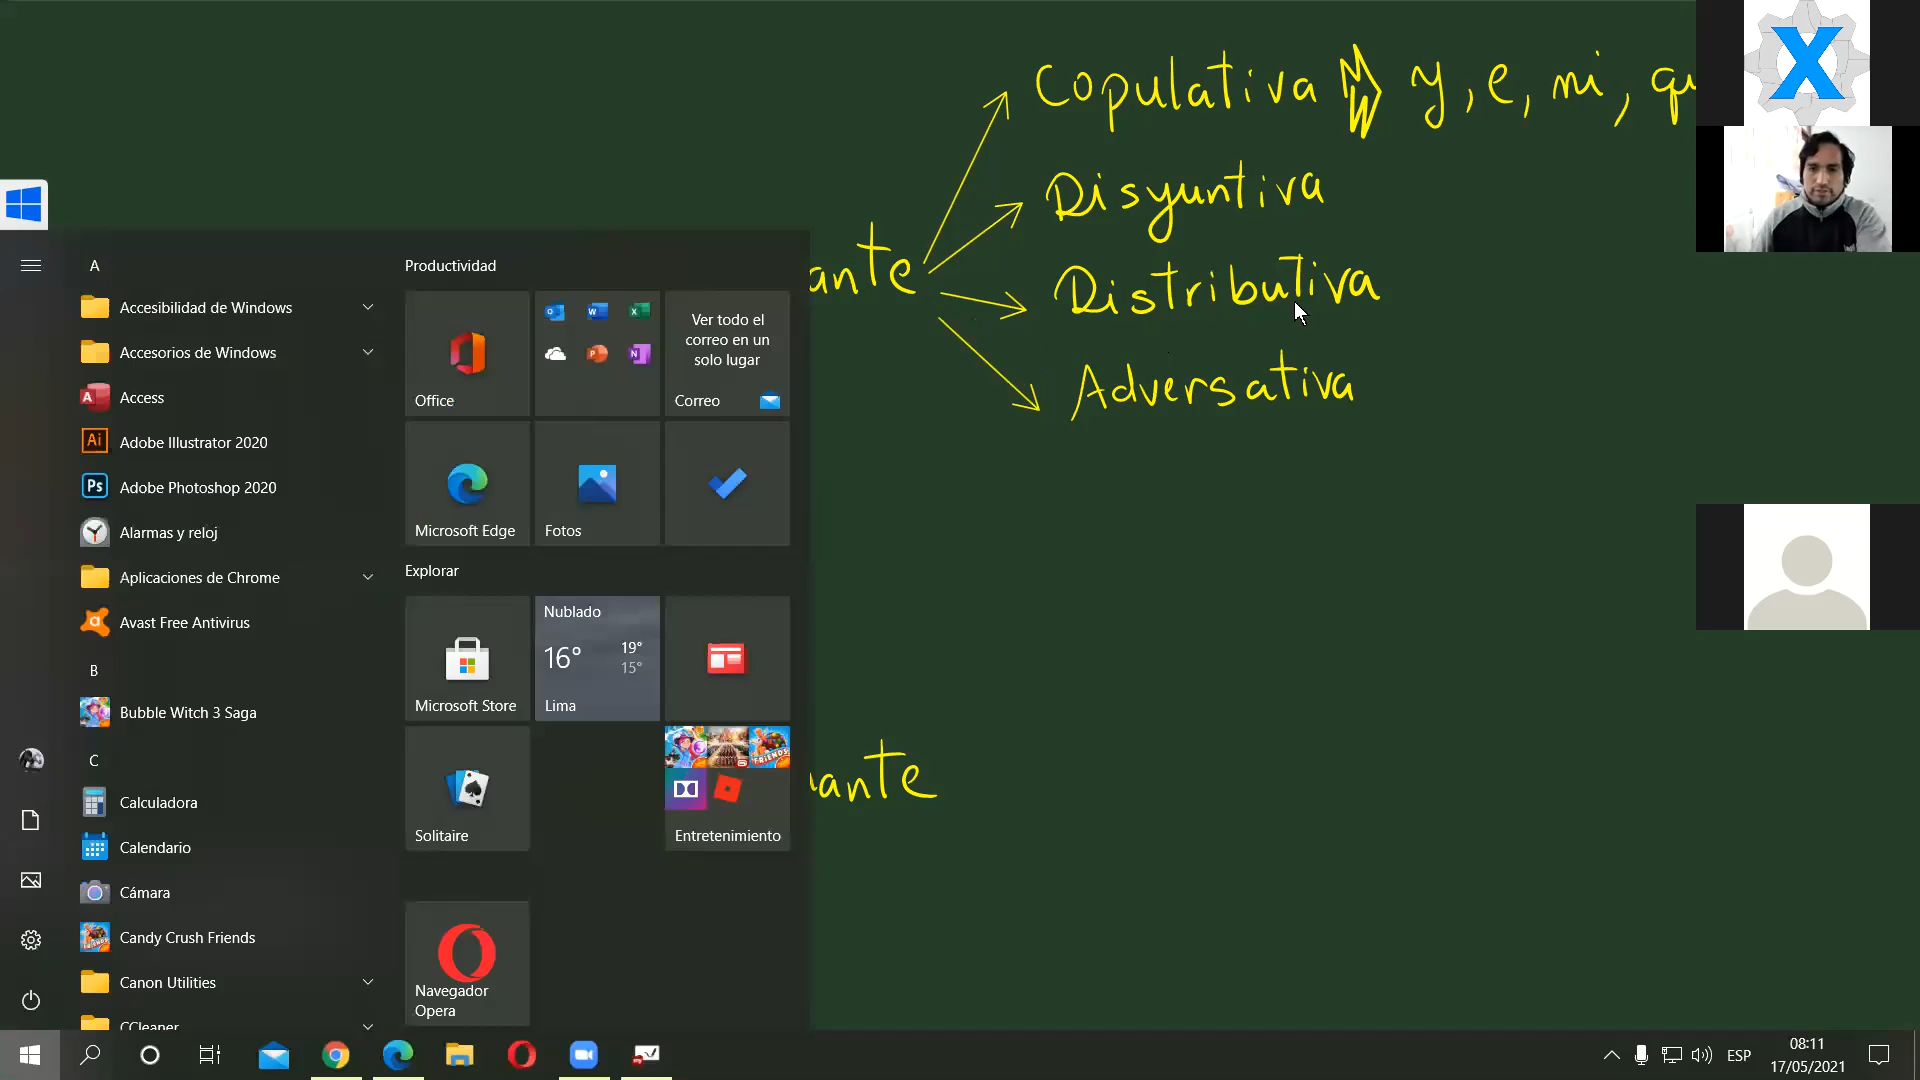 Copulativa y, e, ni, qu
Disyuntiva
ante
Distributiva
Adversativa
ante
A
Accesibilidad de Windows
Accesorios de Windows
Access
Adobe Illustrator 2020
Adobe Photoshop 2020
Alarmas y reloj
Aplicaciones de Chrome
Avast Free Antivirus
B
Bubble Witch 3 Saga
C
Calculadora
Calendario
Cámara
Candy Crush Friends
Canon Utilities
CCleaner
Productividad
Office
Ver todo el
correo en un
solo lugar
Correo
Microsoft Edge
Fotos
Explorar
Microsoft Store
Nublado
16° 19°
15°
Lima
Solitaire
Entretenimiento
Navegador
Opera
ESP
08:11
17/05/2021